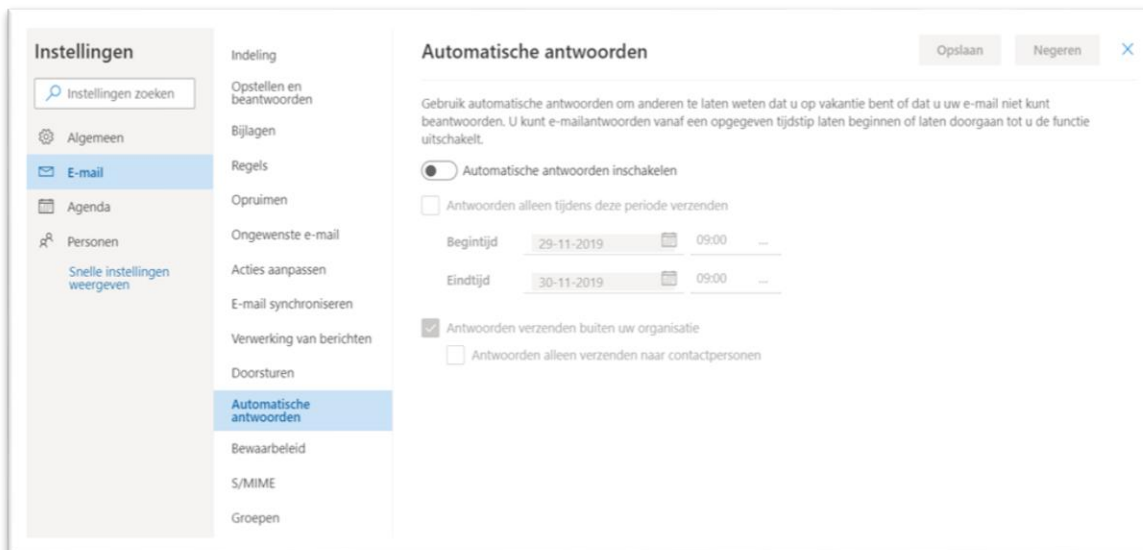 Instellingen
Instellingen zoeken
Algemeen
E-mail
Agenda
Personen
Snelle instellingen
weergeven
Indeling
Opstellen en
beantwoorden
Bijlagen
Regels
Opruimen
Ongewenste e-mail
Acties aanpassen
E-mail synchroniseren
Verwerking van berichten
Doorsturen
Automatische
antwoorden
Bewaarbeleid
S/MIME
Groepen
Automatische antwoorden
Opslaan
Negeren
Gebruik automatische antwoorden om anderen te laten weten dat u op vakantie bent of dat u uw e-mail niet kunt
beantwoorden. U kunt e-mailantwoorden vanaf een opgegeven tijdstip laten beginnen of laten doorgaan tot u de functie
uitschakelt.
Automatische antwoorden inschakelen
Antwoorden alleen tijdens deze periode verzenden
Begintijd 29-11-2019 09:00 ...
Eindtijd 30-11-2019 09:00 ...
Antwoorden verzenden buiten uw organisatie
Antwoorden alleen verzenden naar contactpersonen